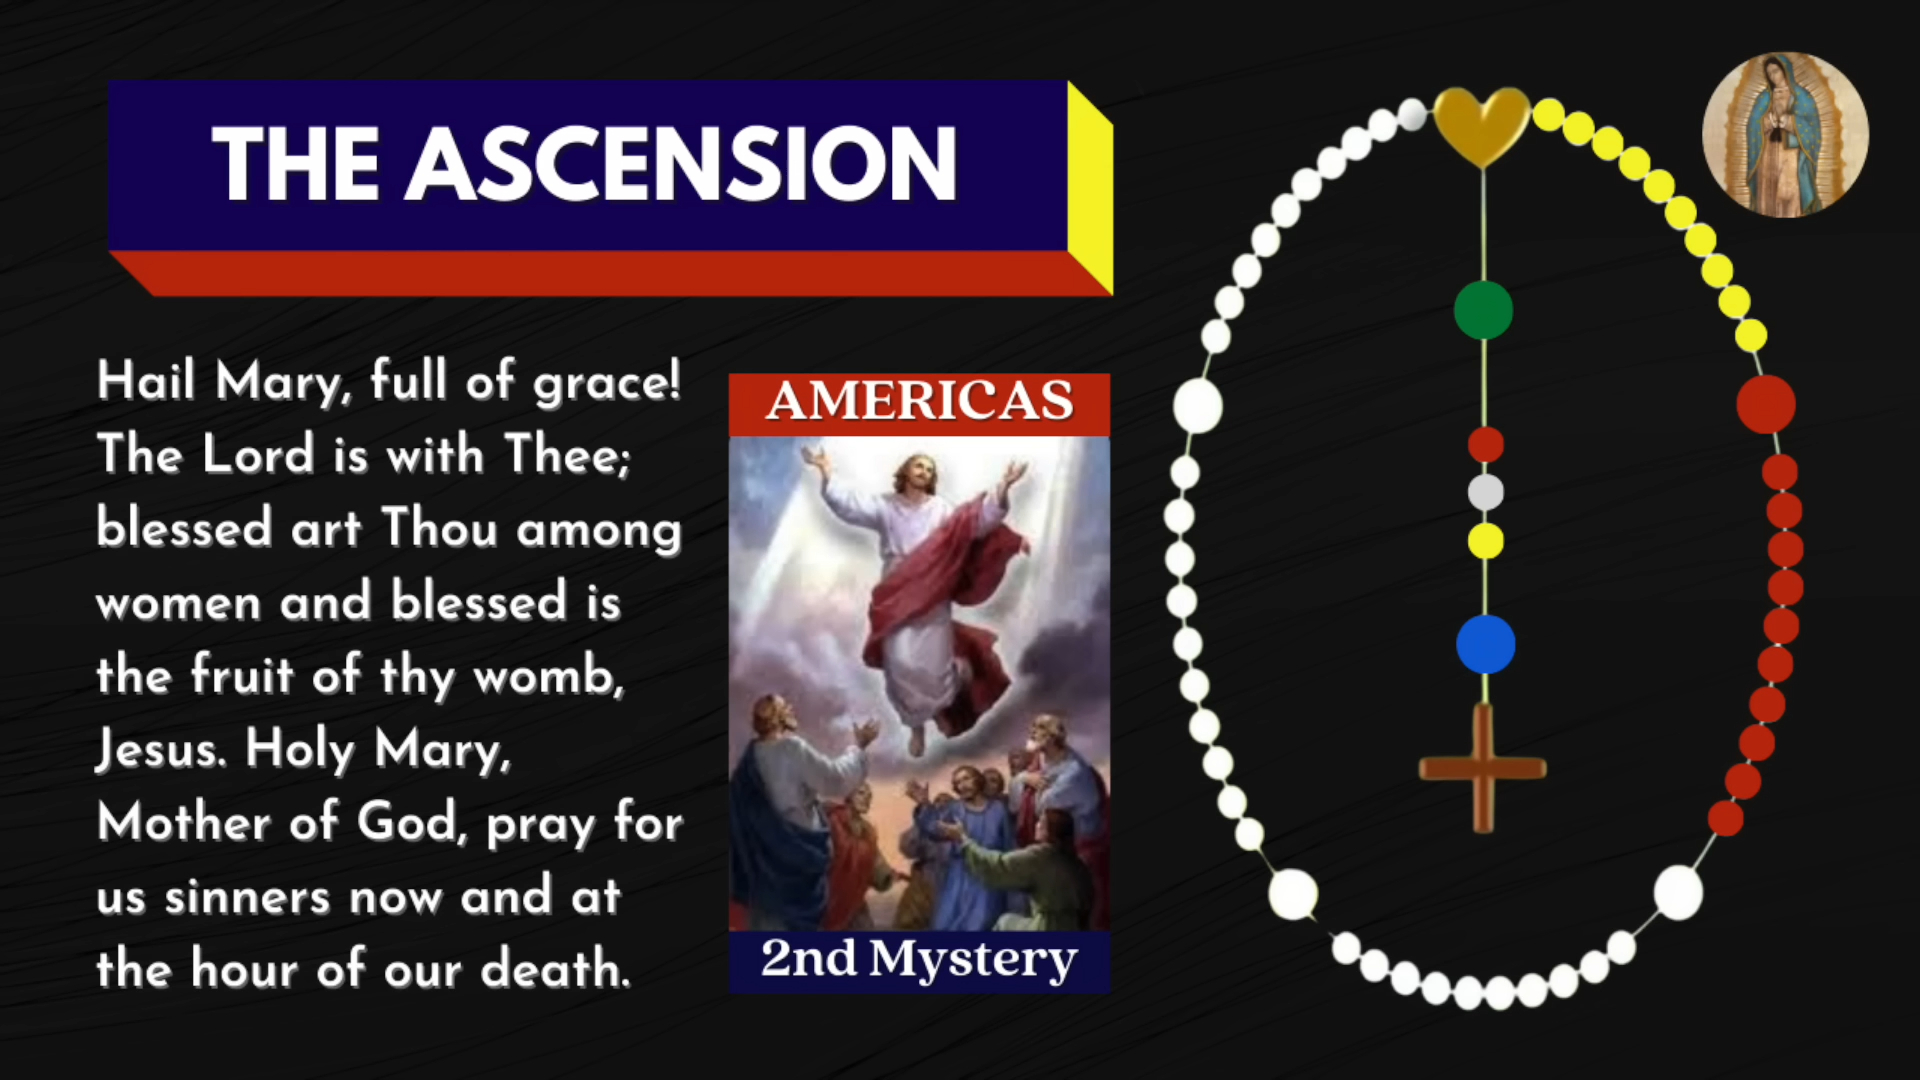 THE ASCENSION
Hail Mary, full of grace!
The Lord is with Thee;
blessed art Thou among
women and blessed is
the fruit of thy womb,
Jesus. Holy Mary,
Mother of God, pray for
us sinners now and at
the hour of our death.
AMERICAS
2nd Mystery